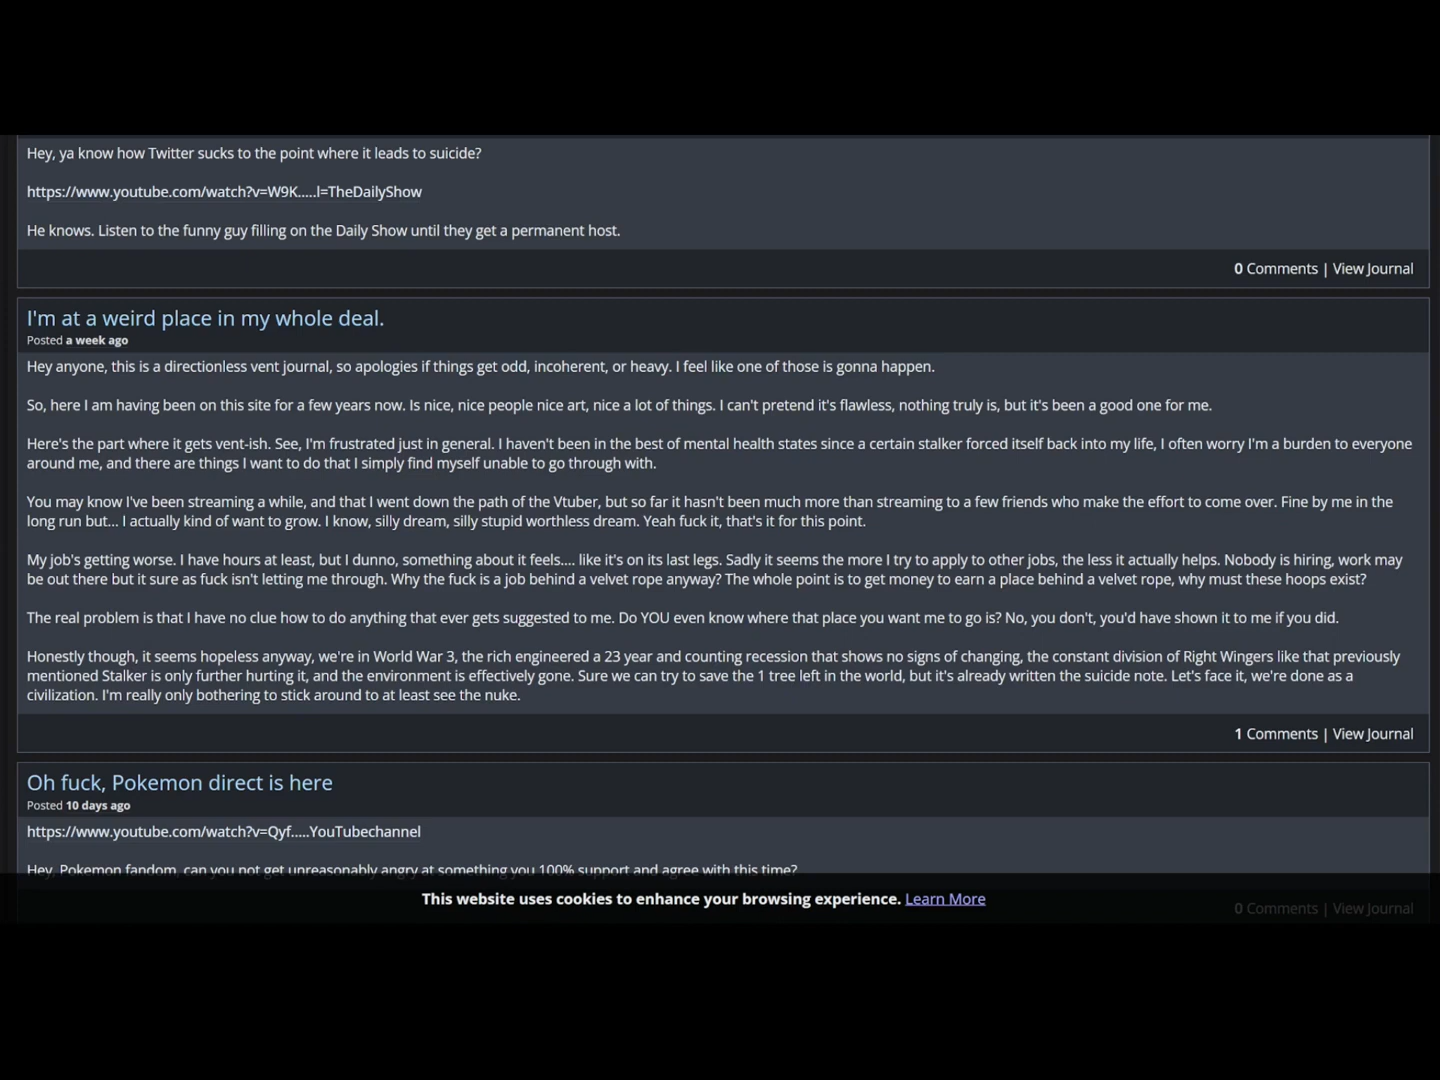 Hey, ya know how Twitter sucks to the point where it leads to suicide?
https://www.youtube.com/watch?v=W9K.....l=TheDailyShow
He knows. Listen to the funny guy filling on the Daily Show until they get a permanent host.
0 Comments | View Journal
I'm at a weird place in my whole deal.
Posted a week ago
Hey anyone, this is a directionless vent journal, so apologies if things get odd, incoherent, or heavy. I feel like one of those is gonna happen.
So, here I am having been on this site for a few years now. Is nice, nice people nice art, nice a lot of things. I can't pretend it's flawless, nothing truly is, but it's been a good one for me.
Here's the part where it gets vent-ish. See, I'm frustrated just in general. I haven't been in the best of mental health states since a certain stalker forced itself back into my life, I often worry I'm a burden to everyone
around me, and there are things I want to do that I simply find myself unable to go through with.
You may know I've been streaming a while, and that I went down the path of the Vtuber, but so far it hasn't been much more than streaming to a few friends who make the effort to come over. Fine by me in the
long run but... I actually kind of want to grow. I know, silly dream, silly stupid worthless dream. Yeah fuck it, that's it for this point.
My job's getting worse. I have hours at least, but I dunno, something about it feels.... like it's on its last legs. Sadly it seems the more I try to apply to other jobs, the less it actually helps. Nobody is hiring, work may
be out there but it sure as fuck isn't letting me through. Why the fuck is a job behind a velvet rope anyway? The whole point is to get money to earn a place behind a velvet rope, why must these hoops exist?
The real problem is that I have no clue how to do anything that ever gets suggested to me. Do YOU even know where that place you want me to go is? No, you don't, you'd have shown it to me if you did.
Honestly though, it seems hopeless anyway, we're in World War 3, the rich engineered a 23 year and counting recession that shows no signs of changing, the constant division of Right Wingers like that previously
mentioned Stalker is only further hurting it, and the environment is effectively gone. Sure we can try to save the 1 tree left in the world, but it's already written the suicide note. Let's face it, we're done as a
civilization. I'm really only bothering to stick around to at least see the nuke.
1 Comments | View Journal
Oh fuck, Pokemon direct is here
Posted 10 days ago
https://www.youtube.com/watch?v=Qyf.....YouTubechannel
Hey, Pokemon fandom, can you not get unreasonably angry at something you 100% support and agree with this time?
This website uses cookies to enhance your browsing experience. Learn More
0 Comments | View Journal